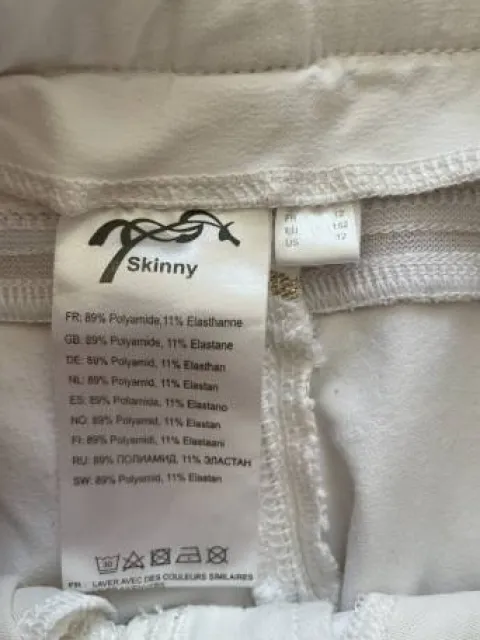 Skinny
FR 12
EU 152
US 12
FR: 89% Polyamide, 11% Elasthanne
GB: 89% Polyamide, 11% Elastane
DE: 89% Polyamid, 11% Elasthan
NL: 89% Polyamid, 11% Elastan
ES: 89% Poliamida, 11% Elastano
NO: 89% Polyamid, 11% Elastan
FI: 89% Polyamidi, 11% Elastaani
RU: 89% ПОЛИАМИД, 11% ЭЛАСТАН
SW: 89% Polyamid, 11% Elastan
30
FR : LAVER AVEC DES COULEURS SIMILAIRES